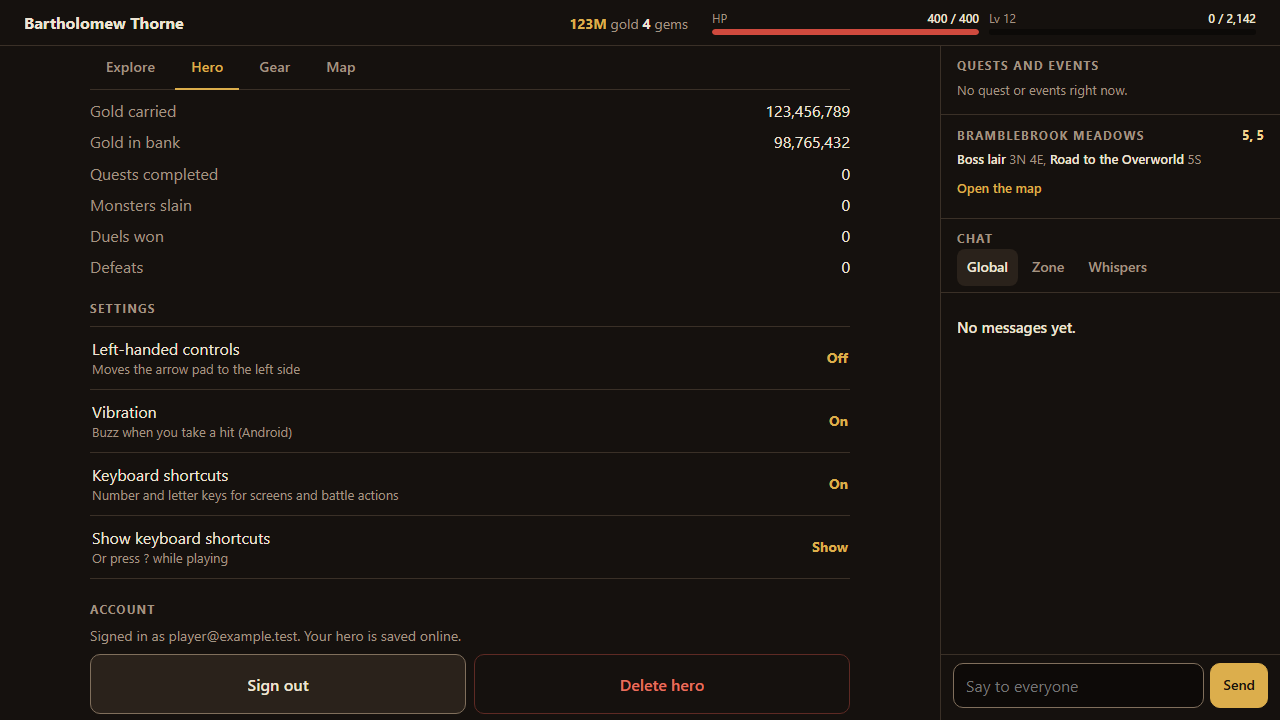 Bartholomew Thorne
123M gold 4 gems
HP 400 / 400
Lv 12 0 / 2,142
Explore Hero Gear Map
Gold carried 123,456,789
Gold in bank 98,765,432
Quests completed 0
Monsters slain 0
Duels won 0
Defeats 0
SETTINGS
Left-handed controls
Moves the arrow pad to the left side
Off
Vibration
Buzz when you take a hit (Android)
On
Keyboard shortcuts
Number and letter keys for screens and battle actions
On
Show keyboard shortcuts
Or press ? while playing
Show
ACCOUNT
Signed in as player@example.test. Your hero is saved online.
Sign out Delete hero
QUESTS AND EVENTS
No quest or events right now.
BRAMBLEBROOK MEADOWS 5, 5
Boss lair 3N 4E, Road to the Overworld 5S
Open the map
CHAT
Global Zone Whispers
No messages yet.
Say to everyone Send